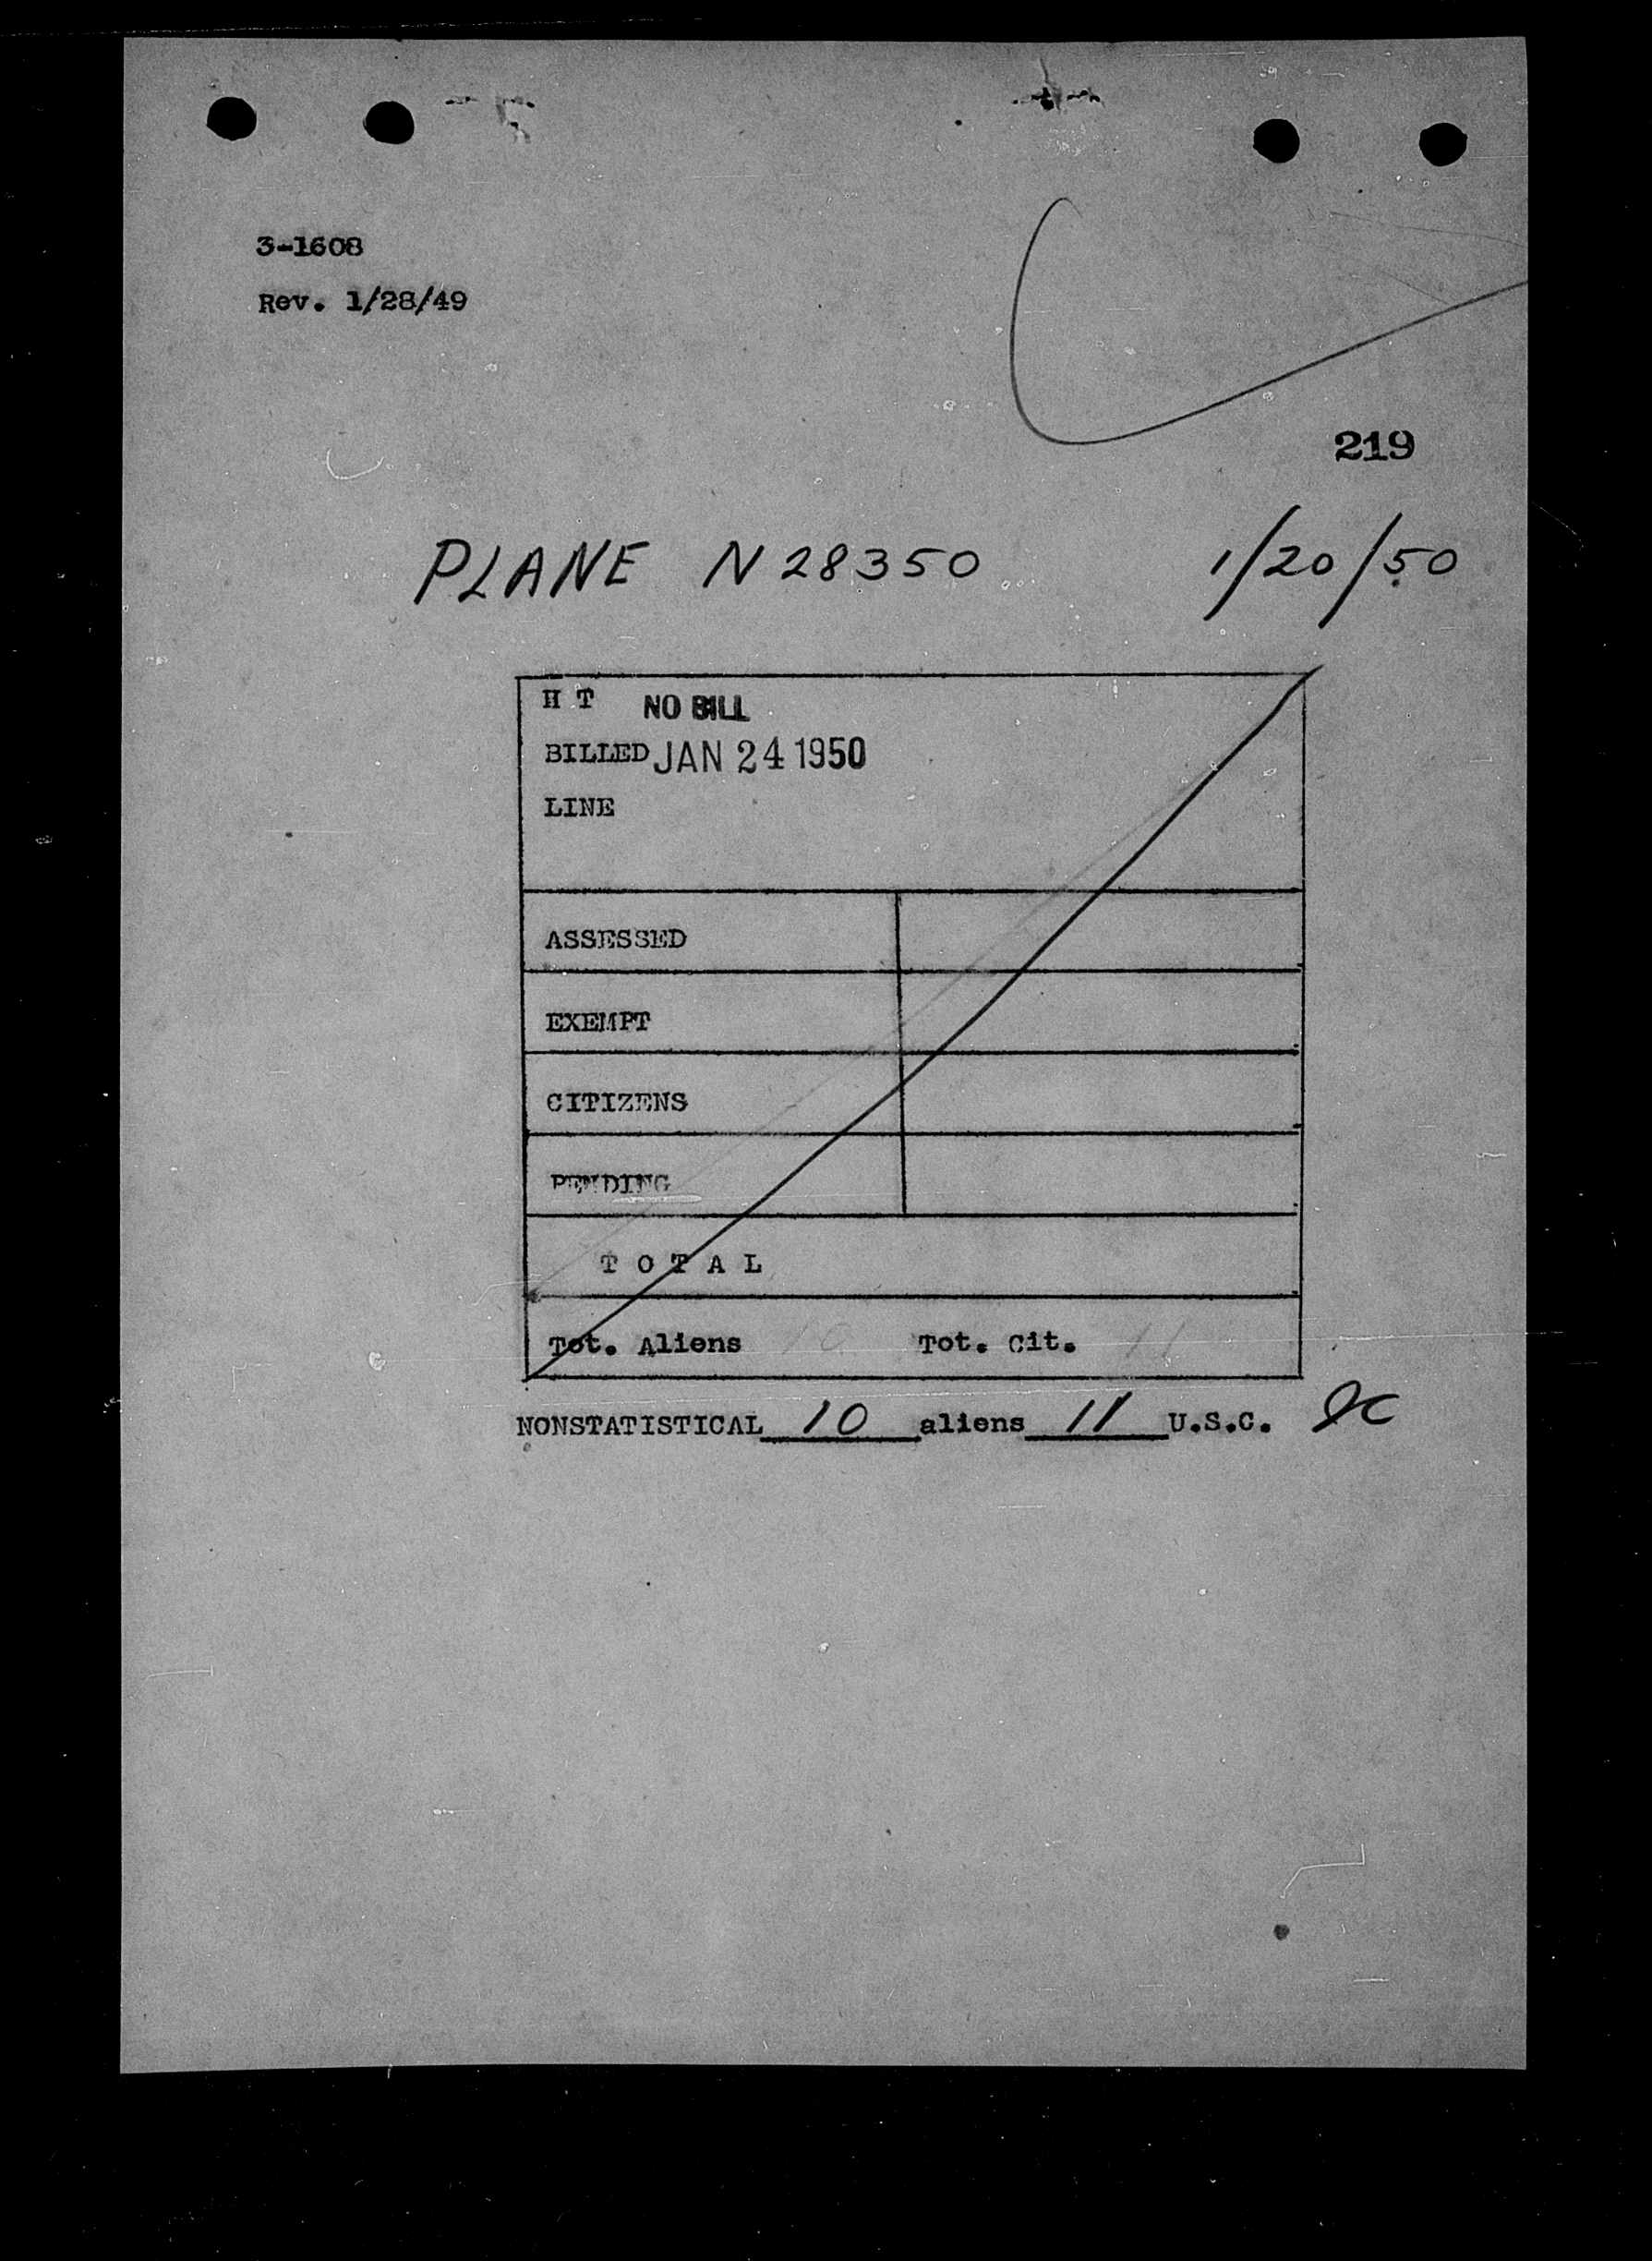 3-1608
Rev. 1/28/49
219
PLANE N28350 1/20/50
H T NO BILL
BILLED JAN 24 1950
LINE
ASSESSED
EXEMPT
CITIZENS
PENDING
T O T A L
Tot. Aliens 10 Tot. Cit. 11
NONSTATISTICAL 10 aliens 11 U.S.C.